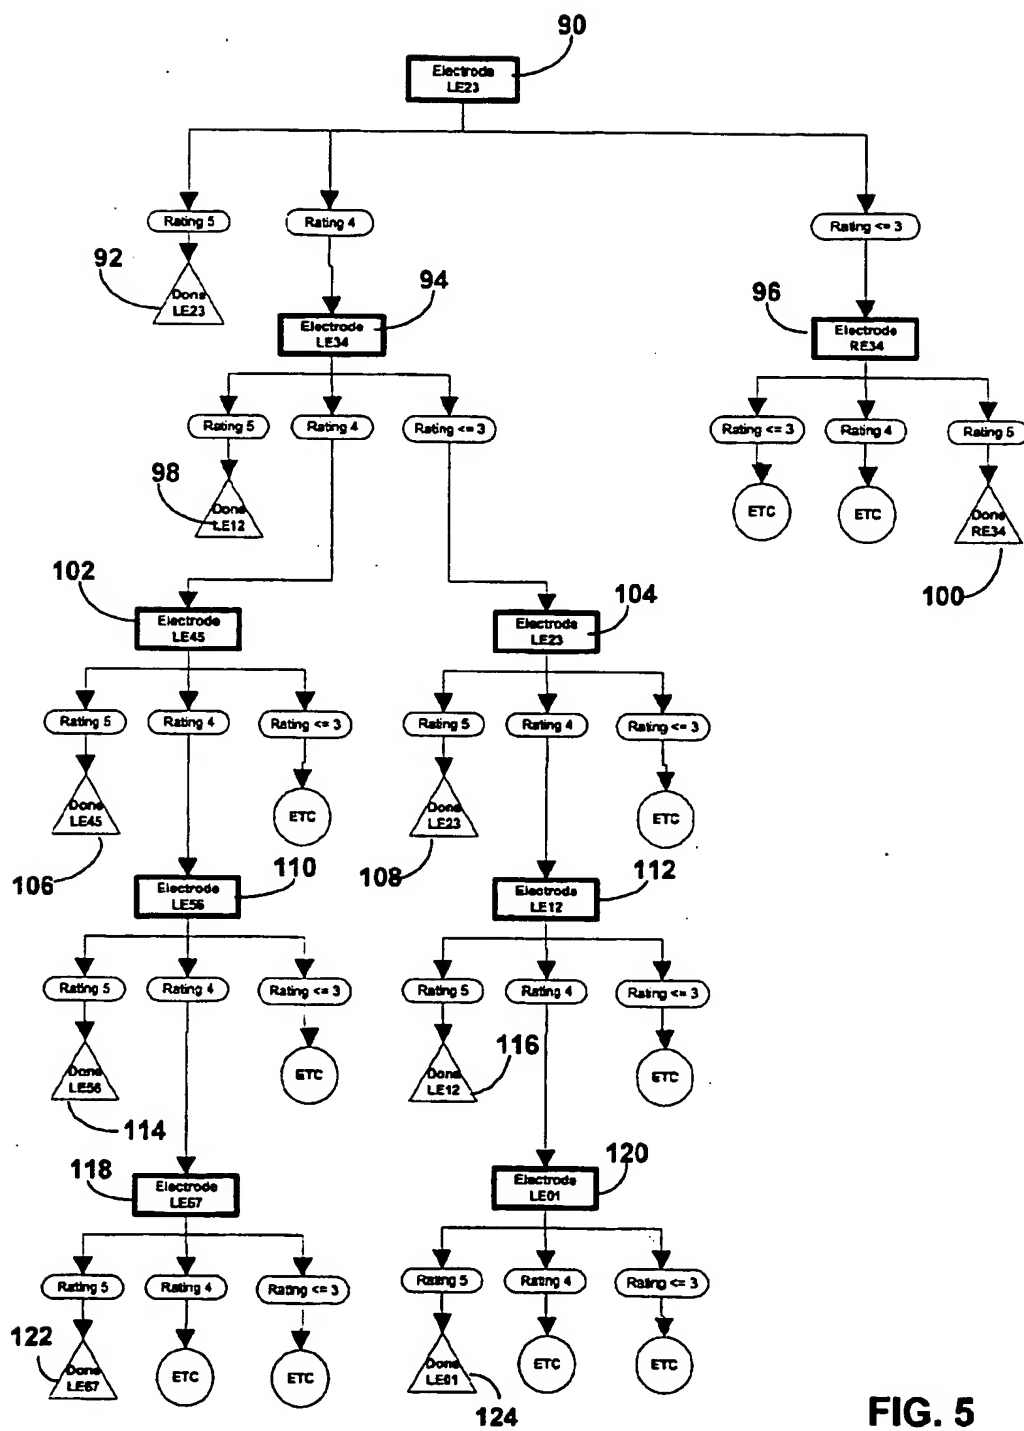 90
Electrode
LE23
Rating 5
Rating 4
Rating <= 3
92
Done
LE23
94
Electrode
LE34
96
Electrode
RE34
Rating 5
Rating 4
Rating <= 3
Rating <= 3
Rating 4
Rating 5
98
Done
LE12
ETC
ETC
Done
RE34
100
102
Electrode
LE45
104
Electrode
LE23
Rating 5
Rating 4
Rating <= 3
Rating 5
Rating 4
Rating <= 3
Done
LE45
ETC
Done
LE23
ETC
106
108
110
Electrode
LE56
112
Electrode
LE12
Rating 5
Rating 4
Rating <= 3
Rating 5
Rating 4
Rating <= 3
Done
LE56
ETC
116
Done
LE12
ETC
114
118
Electrode
LE67
120
Electrode
LE01
Rating 5
Rating 4
Rating <= 3
Rating 5
Rating 4
Rating <= 3
122
Done
LE67
ETC
ETC
Done
LE01
ETC
ETC
124
FIG. 5